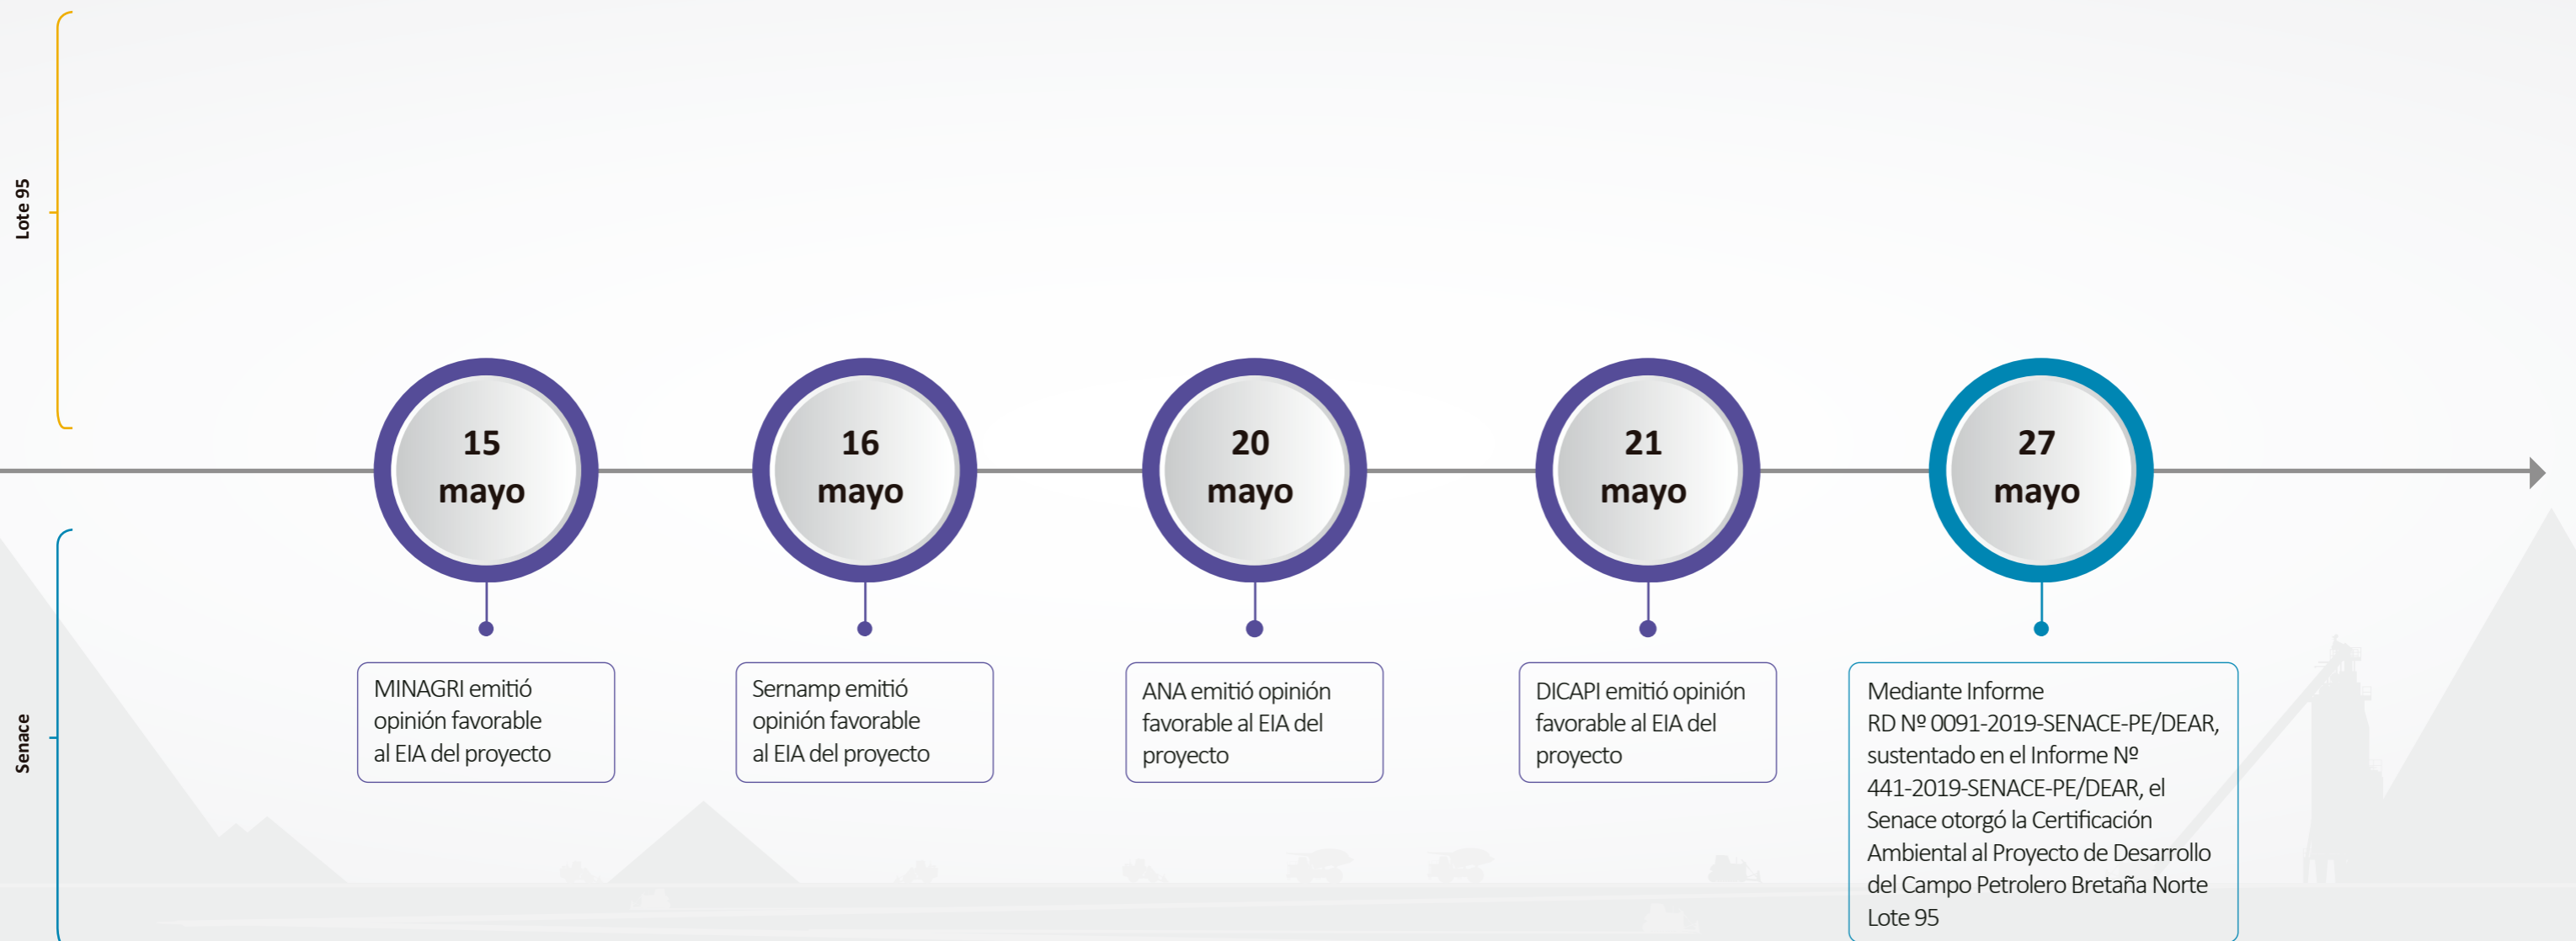 Lote 95
15
mayo
16
mayo
20
mayo
21
mayo
27
mayo
Senace
MINAGRI emitió
opinión favorable
al EIA del proyecto
Sernamp emitió
opinión favorable
al EIA del proyecto
ANA emitió opinión
favorable al EIA del
proyecto
DICAPI emitió opinión
favorable al EIA del
proyecto
Mediante Informe
RD Nº 0091-2019-SENACE-PE/DEAR,
sustentado en el Informe Nº
441-2019-SENACE-PE/DEAR, el
Senace otorgó la Certificación
Ambiental al Proyecto de Desarrollo
del Campo Petrolero Bretaña Norte
Lote 95